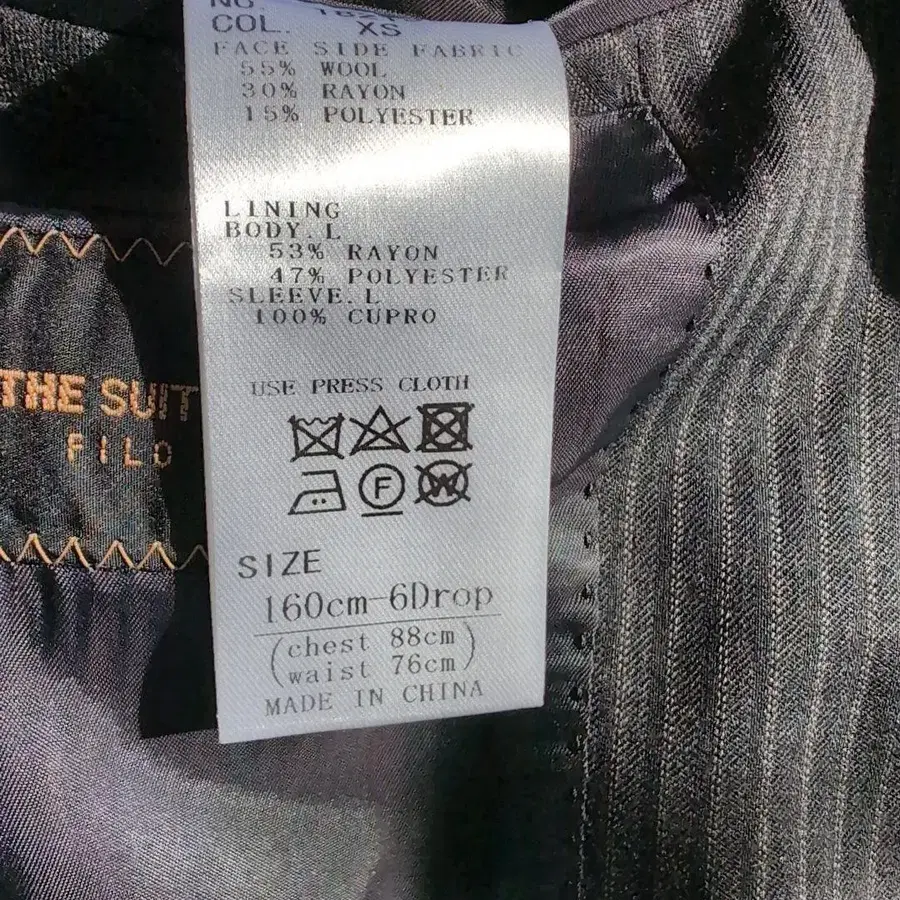 NO.
COL. XS
FACE SIDE FABRIC
55% WOOL
30% RAYON
15% POLYESTER
LINING
BODY.L
53% RAYON
47% POLYESTER
SLEEVE.L
100% CUPRO
USE PRESS CLOTH
F W
SIZE
160cm-6Drop
(chest 88cm
waist 76cm)
MADE IN CHINA
THE SUIT
FILO